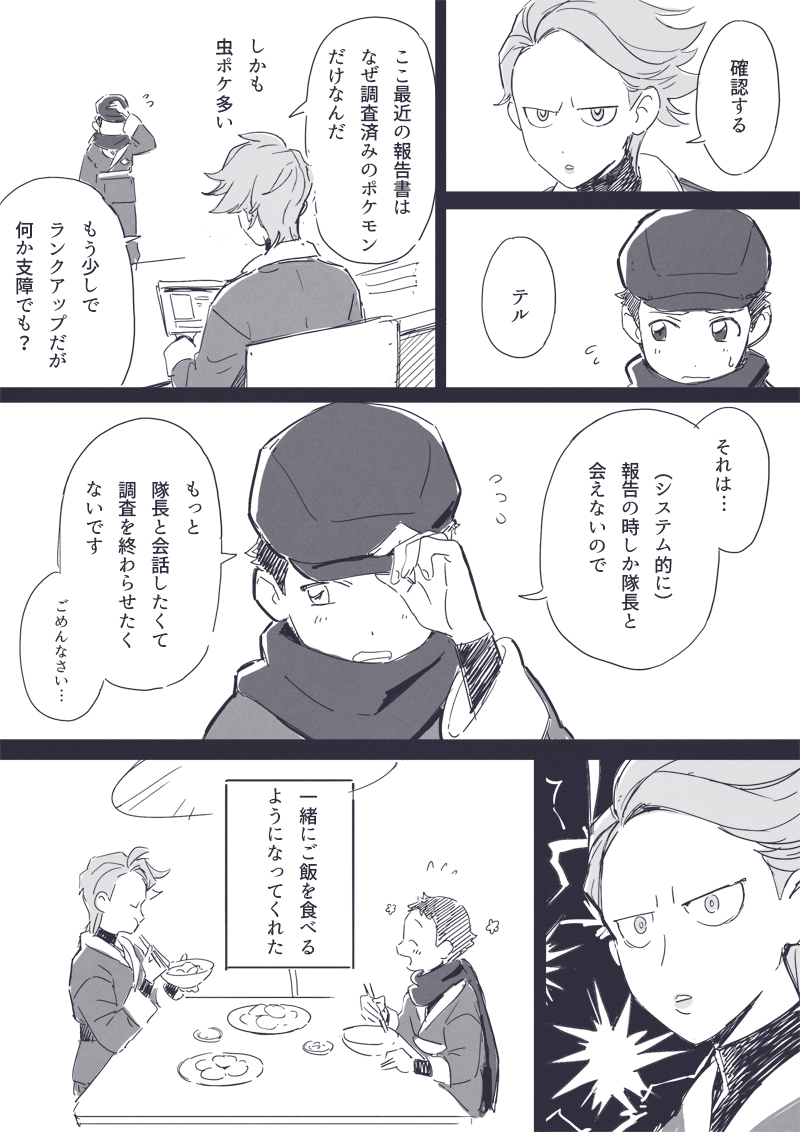 確認する
テル
ここ最近の報告書は
なぜ調査済みのポケモン
だけなんだ
しかも
虫ポケ多い
もう少しで
ランクアップだが
何か支障でも？
それは…
（システム的に）
報告の時しか隊長と
会えないので
もっと
隊長と会話したくて
調査を終わらせたく
ないです
ごめんなさい…
一緒にご飯を食べる
ようになってくれた